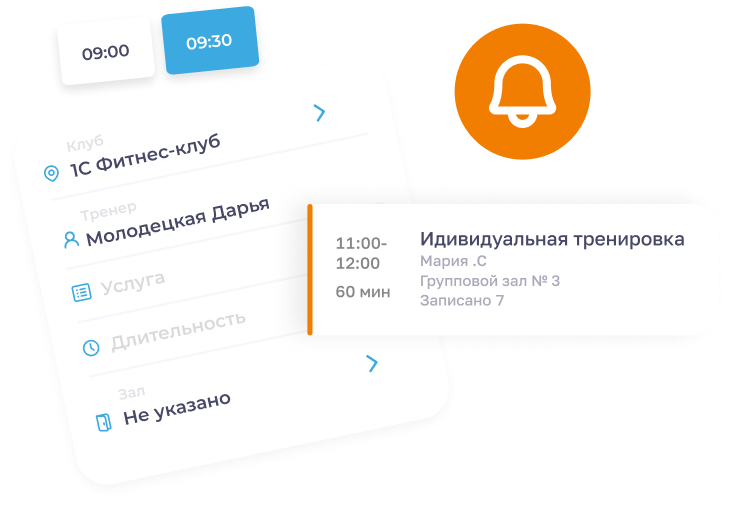 09:00
09:30
Клуб
1С Фитнес-клуб
Тренер
Молодецкая Дарья
Услуга
Длительность
Зал
Не указано
11:00-
12:00
60 мин
Идивидуальная тренировка
Мария .С
Групповой зал № 3
Записано 7